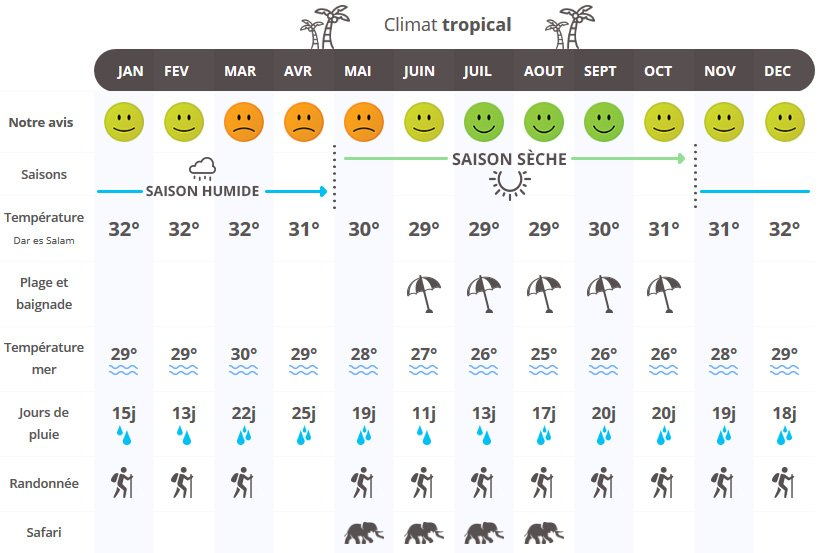 Climat tropical
JAN FEV MAR AVR MAI JUIN JUIL AOUT SEPT OCT NOV DEC
Notre avis
Saisons
SAISON HUMIDE
SAISON SÈCHE
Température
Dar es Salam
32° 32° 32° 31° 30° 29° 29° 29° 30° 31° 31° 32°
Plage et
baignade
Température
mer
29° 29° 30° 29° 28° 27° 26° 25° 26° 26° 28° 29°
Jours de
pluie
15j 13j 22j 25j 19j 11j 13j 17j 20j 20j 19j 18j
Randonnée
Safari